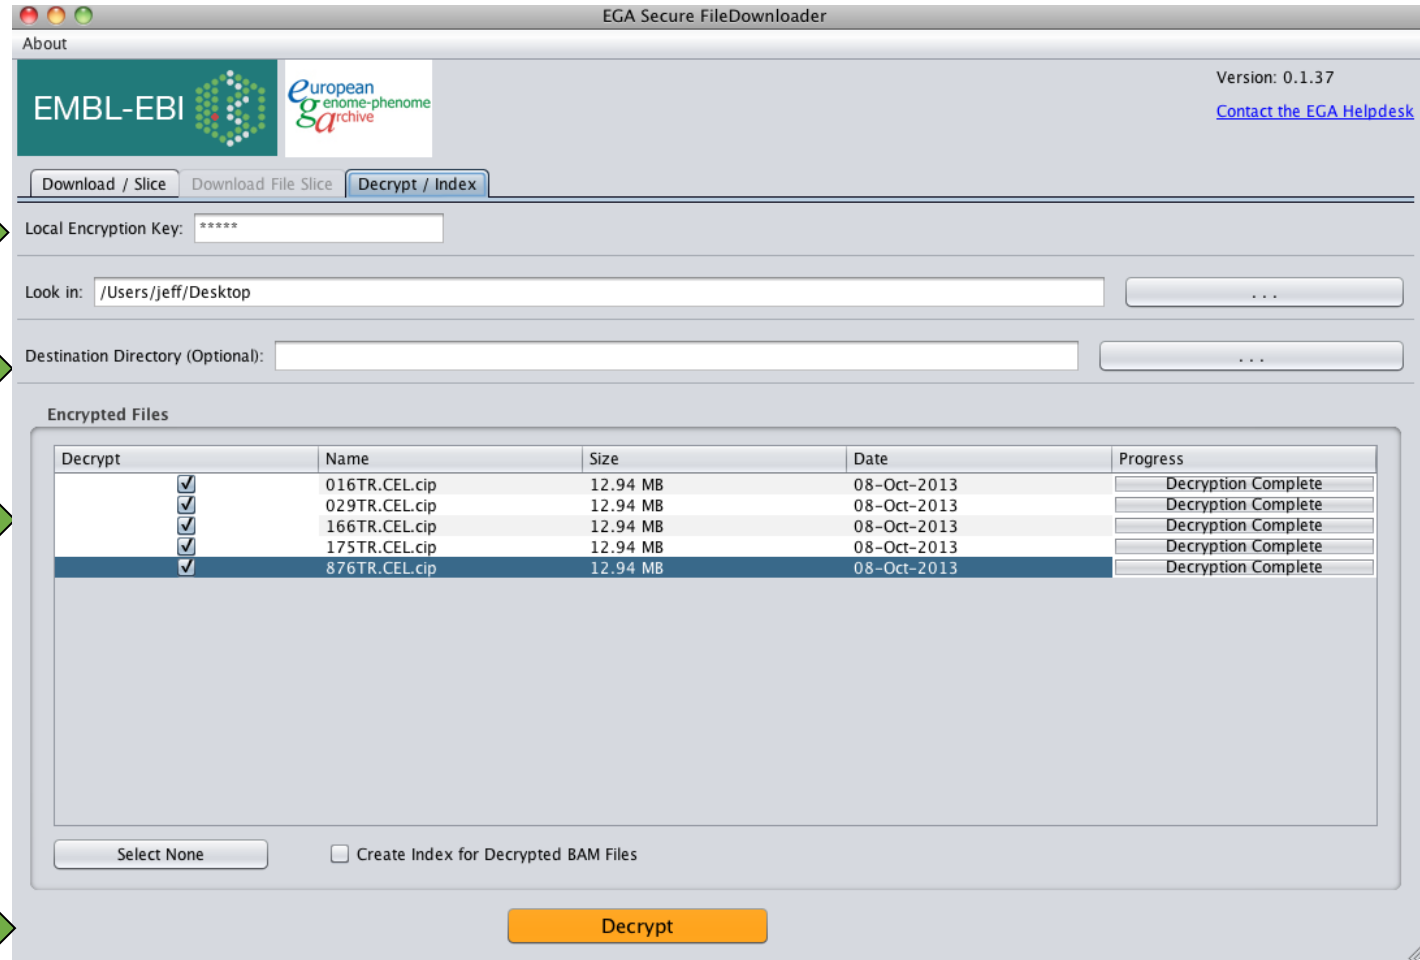 EGA Secure FileDownloader
About
EMBL-EBI
european
genome-phenome
archive
Version: 0.1.37
Contact the EGA Helpdesk
Download / Slice Download File Slice Decrypt / Index
Local Encryption Key: *****
Look in: /Users/jeff/Desktop ...
Destination Directory (Optional): ...
Encrypted Files
Decrypt Name Size Date Progress
016TR.CEL.cip 12.94 MB 08-Oct-2013 Decryption Complete
029TR.CEL.cip 12.94 MB 08-Oct-2013 Decryption Complete
166TR.CEL.cip 12.94 MB 08-Oct-2013 Decryption Complete
175TR.CEL.cip 12.94 MB 08-Oct-2013 Decryption Complete
876TR.CEL.cip 12.94 MB 08-Oct-2013 Decryption Complete
Select None Create Index for Decrypted BAM Files
Decrypt